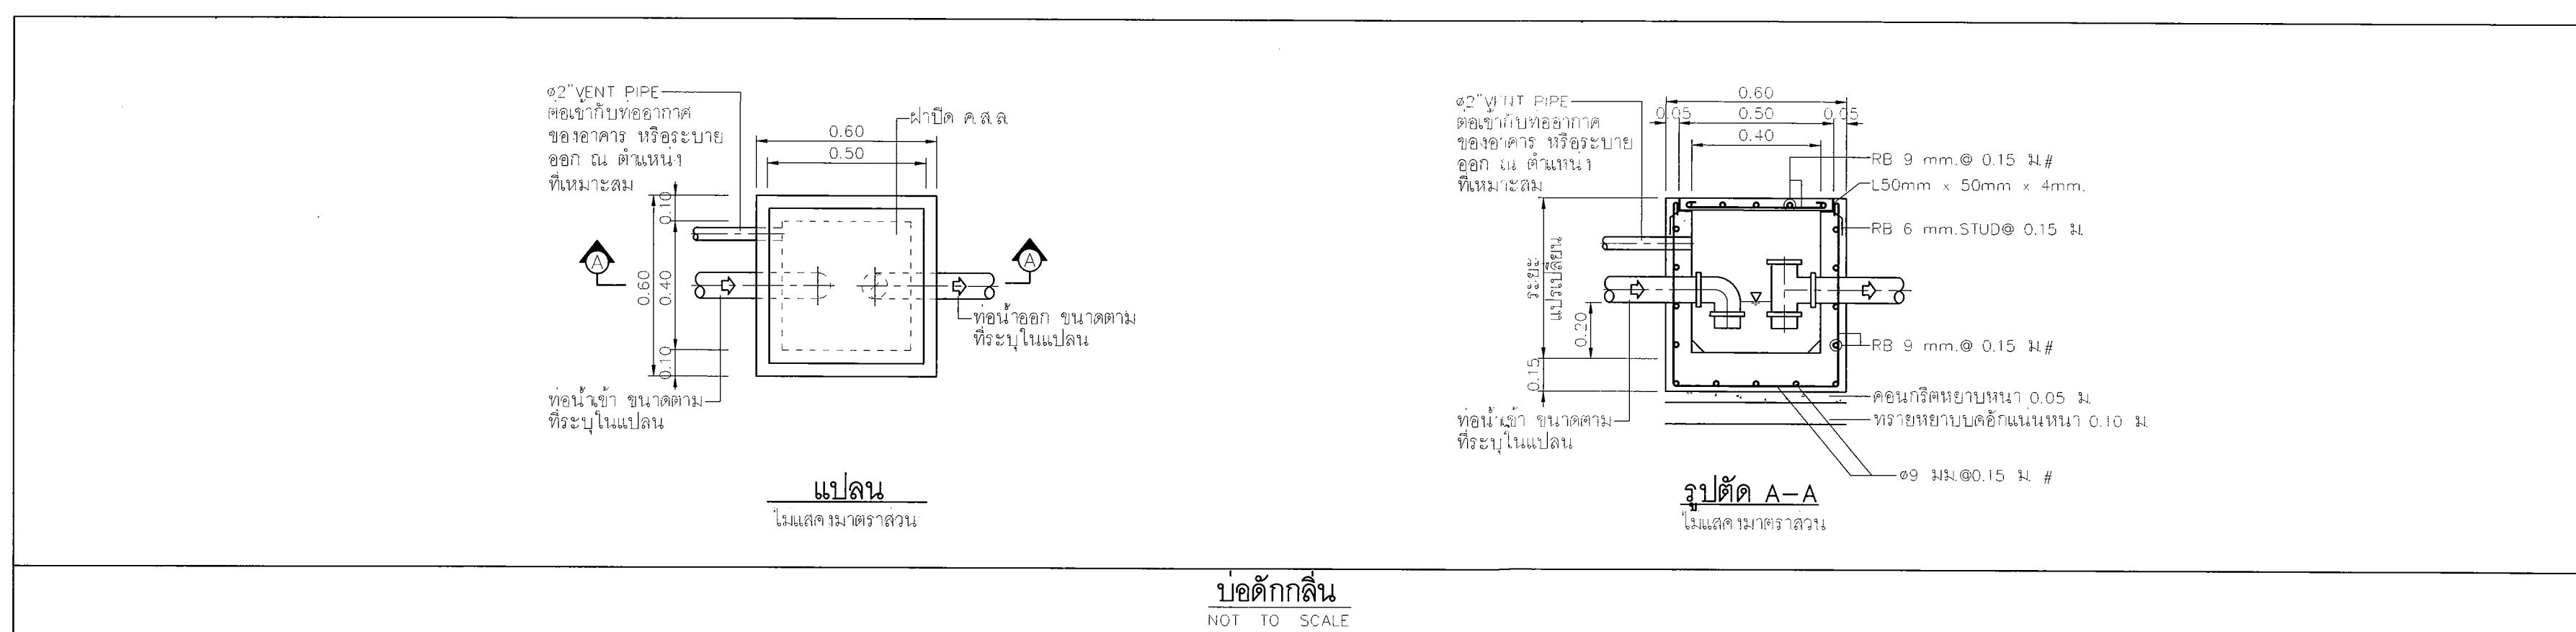 ø2"VENT PIPE
ต่อเข้ากับท่ออากาศ
ของอาคาร หรือระบาย
ออก ณ ตำแหน่ง
ที่เหมาะสม
ฝาปิด ค.ส.ล.
0.60
0.50
0.10
0.60
0.40
0.10
A
A
ท่อน้ำออก ขนาดตาม
ที่ระบุในแปลน
ท่อน้ำเข้า ขนาดตาม
ที่ระบุในแปลน
แปลน
ไม่แสดงมาตราส่วน
ø2"VENT PIPE
ต่อเข้ากับท่ออากาศ
ของอาคาร หรือระบาย
ออก ณ ตำแหน่ง
ที่เหมาะสม
0.60
0.05
0.50
0.05
0.40
RB 9 mm.@ 0.15 ม.#
L50mm x 50mm x 4mm.
RB 6 mm.STUD@ 0.15 ม.
ระยะ
แปรเปลี่ยน
0.20
0.15
RB 9 mm.@ 0.15 ม.#
คอนกรีตหยาบหนา 0.05 ม.
ทรายหยาบบดอัดแน่นหนา 0.10 ม.
ท่อน้ำเข้า ขนาดตาม
ที่ระบุในแปลน
ø9 มม.@0.15 ม. #
รูปตัด A-A
ไม่แสดงมาตราส่วน
บ่อดักกลิ่น
NOT TO SCALE